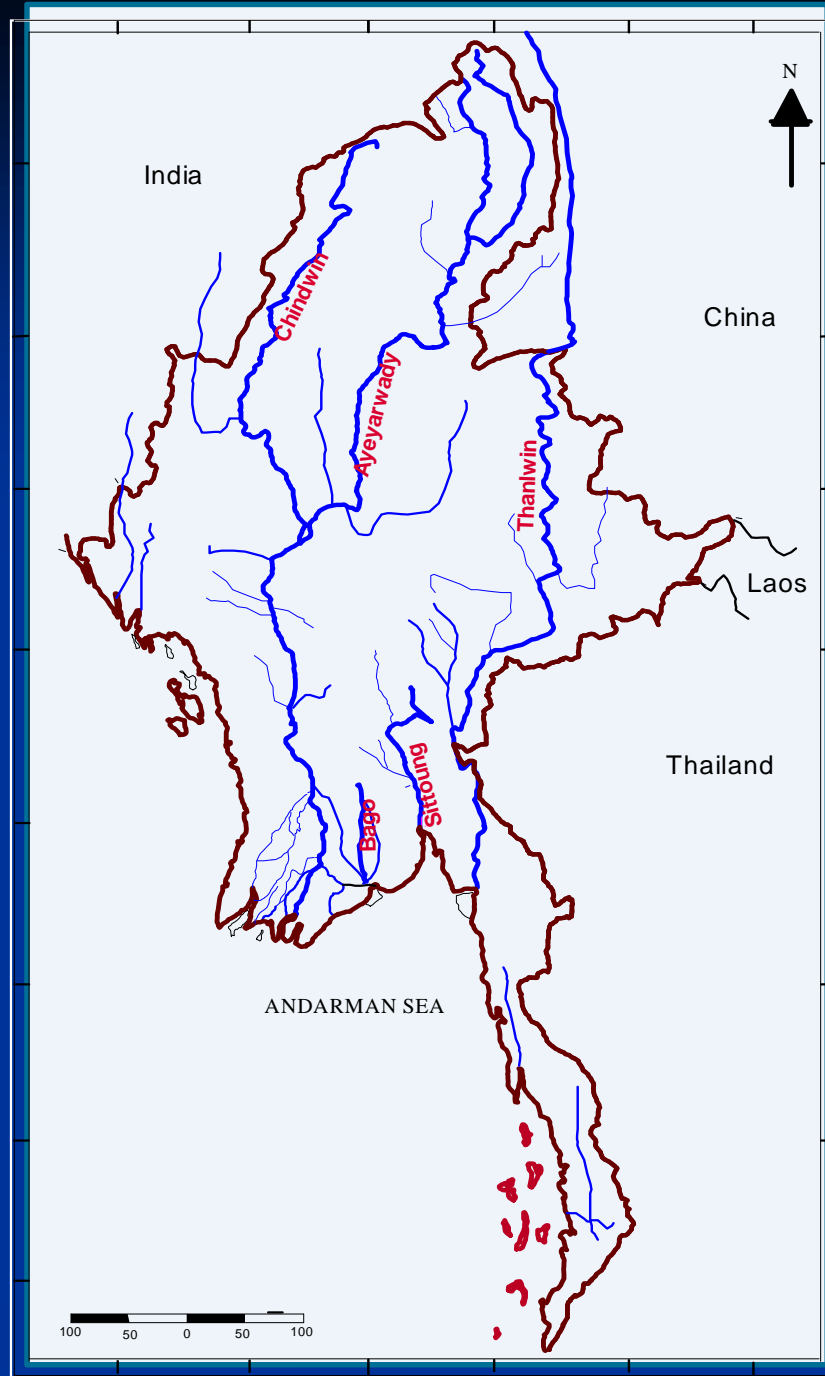 N
India
Chindwin
China
Ayeyarwady
Thanlwin
Laos
Thailand
Sittoung
Bago
ANDARMAN SEA
100 50 0 50 100